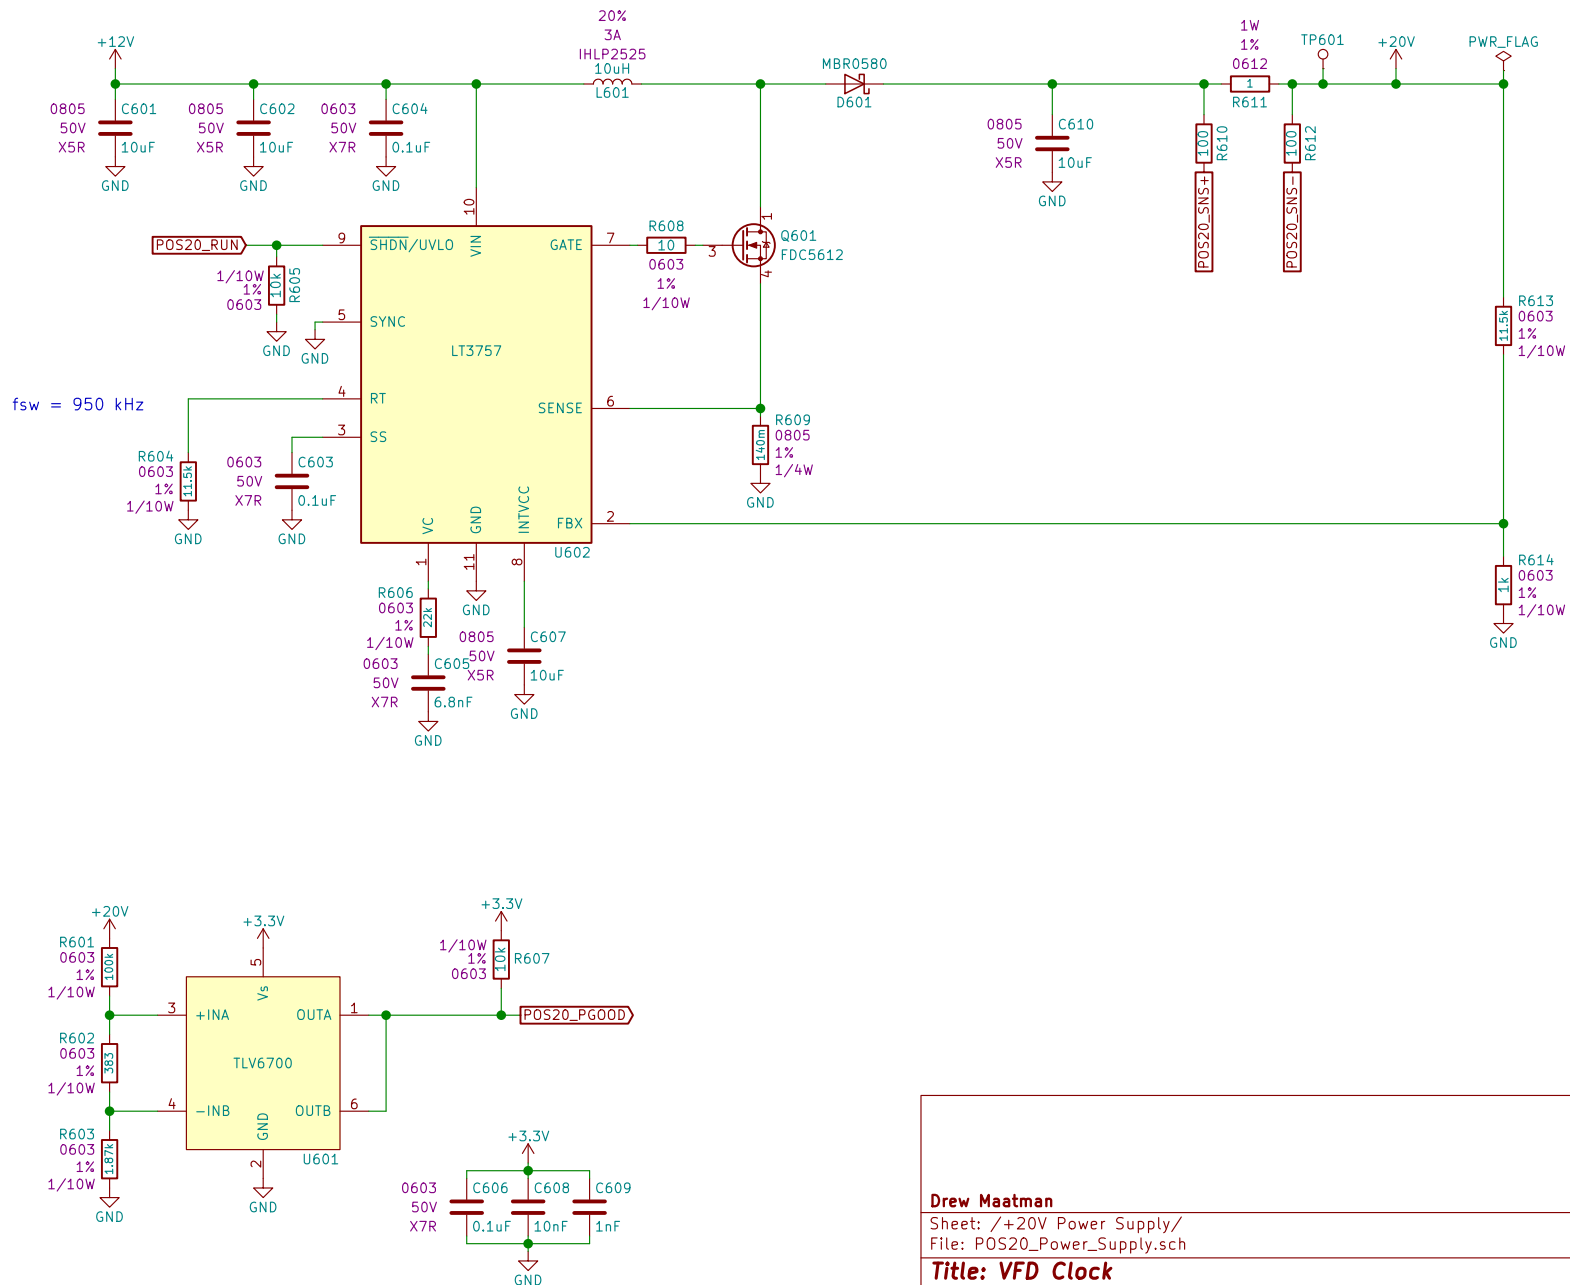 +12V
0805
50V
X5R
C601
10uF
GND
0805
50V
X5R
C602
10uF
GND
0603
50V
X7R
C604
0.1uF
GND
20%
3A
IHLP2525
10uH
L601
MBR0580
D601
0805
50V
X5R
C610
10uF
GND
1W
1%
0612
1
R611
TP601
+20V
PWR_FLAG
100
R610
POS20_SNS+
100
R612
POS20_SNS-
POS20_RUN
1/10W
1%
0603
10k
R605
GND
GND
9
SHDN/UVLO
5
SYNC
4
RT
3
SS
10
VIN
LT3757
GATE
7
SENSE
6
FBX
2
VC
1
GND
11
INTVCC
8
U602
R608
10
0603
1%
1/10W
1
3
4
Q601
FDC5612
R609
0805
1%
1/4W
140m
GND
R613
0603
1%
1/10W
11.5k
R614
0603
1%
1/10W
1k
GND
fsw = 950 kHz
R604
0603
1%
1/10W
11.5k
GND
0603
50V
X7R
C603
0.1uF
GND
R606
0603
1%
1/10W
22k
0603
50V
X7R
C605
6.8nF
GND
GND
0805
50V
X5R
C607
10uF
GND
+20V
R601
0603
1%
1/10W
100k
R602
0603
1%
1/10W
383
R603
0603
1%
1/10W
1.87k
GND
+3.3V
5
Vs
3
+INA
4
-INB
TLV6700
OUTA
1
OUTB
6
GND
2
U601
GND
+3.3V
1/10W
1%
0603
10k
R607
POS20_PGOOD
+3.3V
0603
50V
X7R
C606
0.1uF
C608
10nF
C609
1nF
GND
Drew Maatman
Sheet: /+20V Power Supply/
File: POS20_Power_Supply.sch
Title: VFD Clock